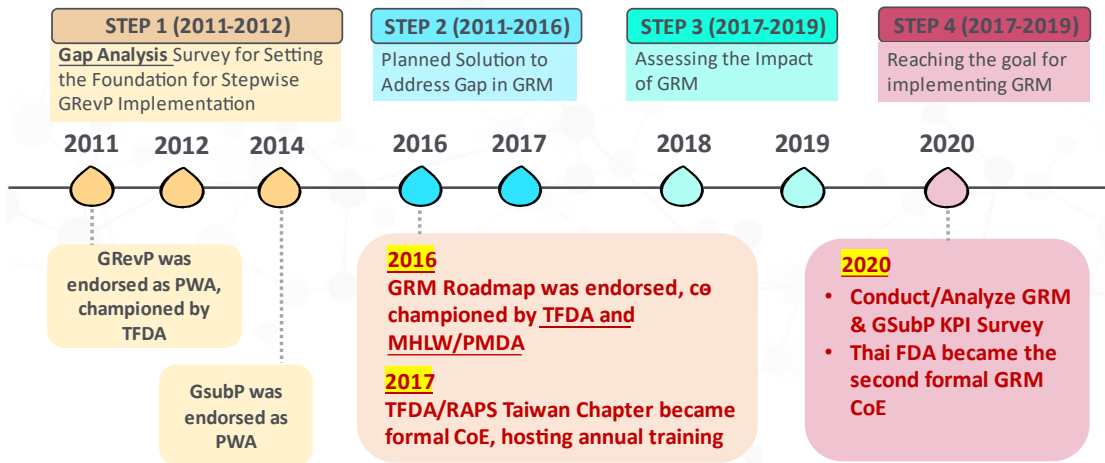 STEP 1 (2011-2012)
Gap Analysis Survey for Setting
the Foundation for Stepwise
GRevP Implementation
STEP 2 (2011-2016)
Planned Solution to
Address Gap in GRM
STEP 3 (2017-2019)
Assessing the Impact
of GRM
STEP 4 (2017-2019)
Reaching the goal for
implementing GRM
2011
2012
2014
2016
2017
2018
2019
2020
GRevP was
endorsed as PWA,
championed by
TFDA
GsubP was
endorsed as
PWA
2016
GRM Roadmap was endorsed, co
championed by TFDA and
MHLW/PMDA
2017
TFDA/RAPS Taiwan Chapter became
formal CoE, hosting annual training
2020
• Conduct/Analyze GRM
& GSubP KPI Survey
• Thai FDA became the
second formal GRM
CoE